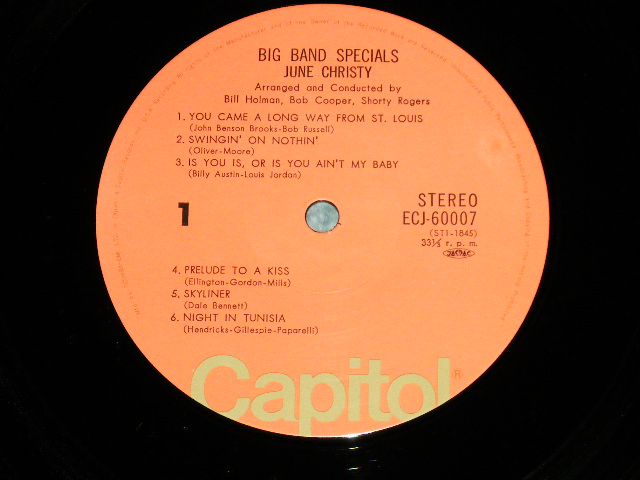 BIG BAND SPECIALS
JUNE CHRISTY
Arranged and Conducted by
Bill Holman, Bob Cooper, Shorty Rogers
1. YOU CAME A LONG WAY FROM ST. LOUIS
(John Benson Brooks-Bob Russell)
2. SWINGIN' ON NOTHIN'
(Oliver-Moore)
3. IS YOU IS, OR IS YOU AIN'T MY BABY
(Billy Austin-Louis Jordan)
1
STEREO
ECJ-60007
(ST1-1845)
33⅓ r. p. m.
4. PRELUDE TO A KISS
(Ellington-Gordon-Mills)
5. SKYLINER
(Dale Bennett)
6. NIGHT IN TUNISIA
(Hendricks-Gillespie-Paparelli)
Capitol